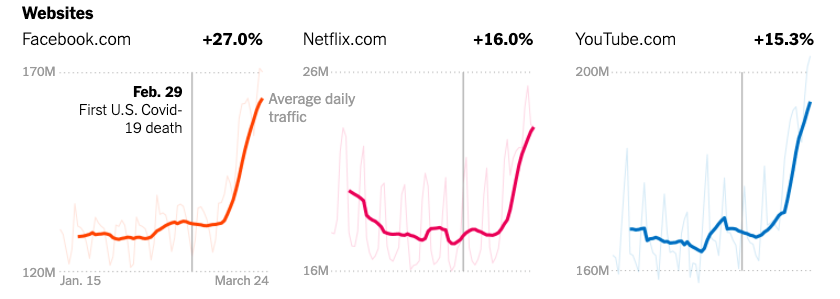 Websites
Facebook.com +27.0% Netflix.com +16.0% YouTube.com +15.3%
170M 26M 200M
Feb. 29
First U.S. Covid-
19 death
Average daily
traffic
120M 16M 160M
Jan. 15 March 24